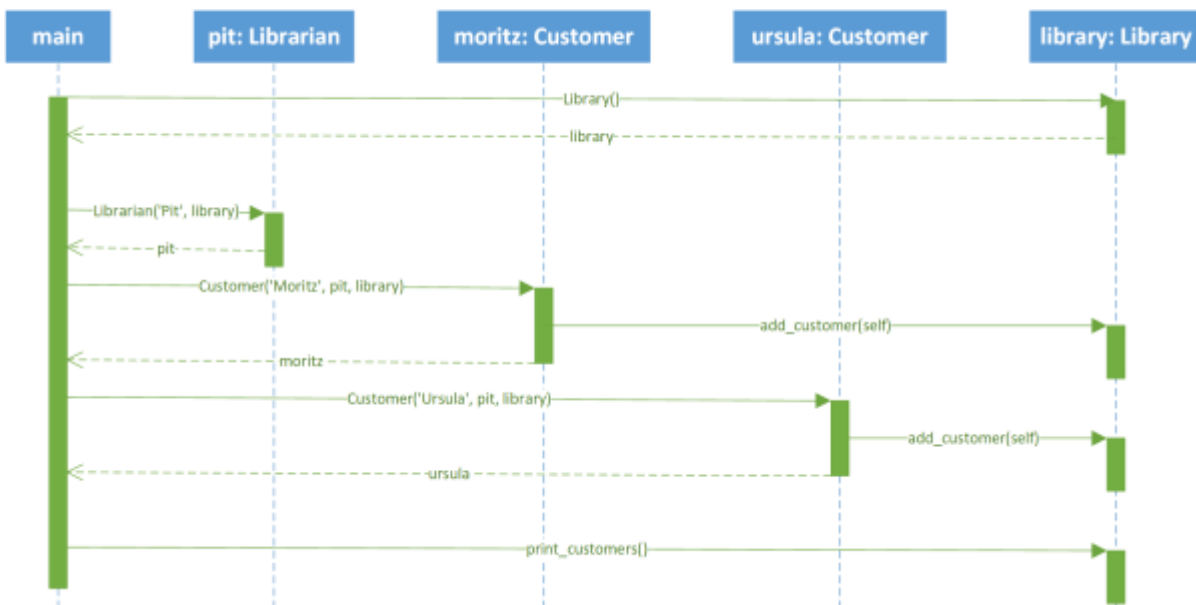 main
pit: Librarian
moritz: Customer
ursula: Customer
library: Library
Library()
library
Librarian('Pit', library)
pit
Customer('Moritz', pit, library)
add_customer(self)
moritz
Customer('Ursula', pit, library)
add_customer(self)
ursula
print_customers()